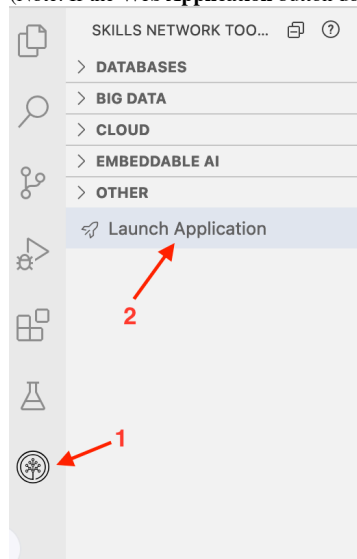 SKILLS NETWORK TOO...
DATABASES
BIG DATA
CLOUD
EMBEDDABLE AI
OTHER
Launch Application
2
1